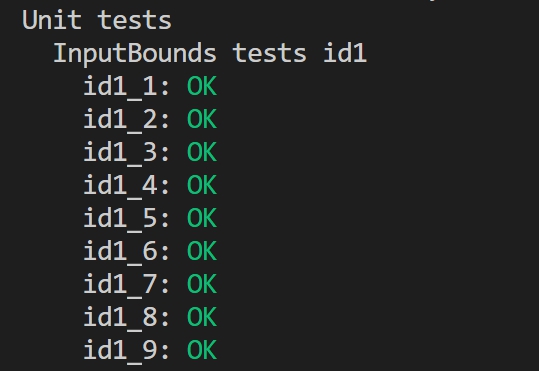 Unit tests
InputBounds tests id1
id1_1: OK
id1_2: OK
id1_3: OK
id1_4: OK
id1_5: OK
id1_6: OK
id1_7: OK
id1_8: OK
id1_9: OK